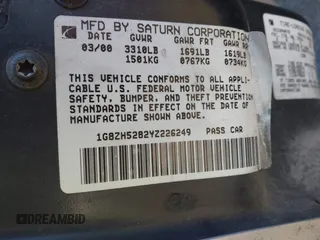 MFD BY SATURN CORPORATION
DATE GVWR GAWR FRT GAWR RR
03/00 3310LB 1691LB 1619LB
1501KG 0767KG 0734KG
THIS VEHICLE CONFORMS TO ALL APPLI-
CABLE U.S. FEDERAL MOTOR VEHICLE
SAFETY, BUMPER, AND THEFT PREVENTION
STANDARDS IN EFFECT ON THE DATE OF
MANUFACTURE SHOWN ABOVE.
1G8ZH5282YZ226249 PASS CAR
DREAMBID